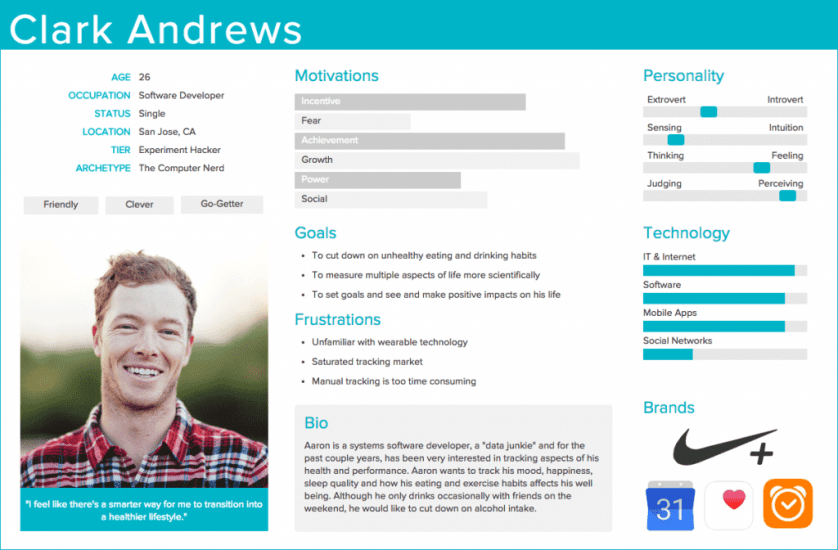 Clark Andrews
AGE 26
OCCUPATION Software Developer
STATUS Single
LOCATION San Jose, CA
TIER Experiment Hacker
ARCHETYPE The Computer Nerd
Friendly Clever Go-Getter
"I feel like there's a smarter way for me to transition into
a healthier lifestyle."
Motivations
Incentive
Fear
Achievement
Growth
Power
Social
Goals
• To cut down on unhealthy eating and drinking habits
• To measure multiple aspects of life more scientifically
• To set goals and see and make positive impacts on his life
Frustrations
• Unfamiliar with wearable technology
• Saturated tracking market
• Manual tracking is too time consuming
Bio
Aaron is a systems software developer, a "data junkie" and for the
past couple years, has been very interested in tracking aspects of his
health and performance. Aaron wants to track his mood, happiness,
sleep quality and how his eating and exercise habits affects his well
being. Although he only drinks occasionally with friends on the
weekend, he would like to cut down on alcohol intake.
Personality
Extrovert Introvert
Sensing Intuition
Thinking Feeling
Judging Perceiving
Technology
IT & Internet
Software
Mobile Apps
Social Networks
Brands
+
31